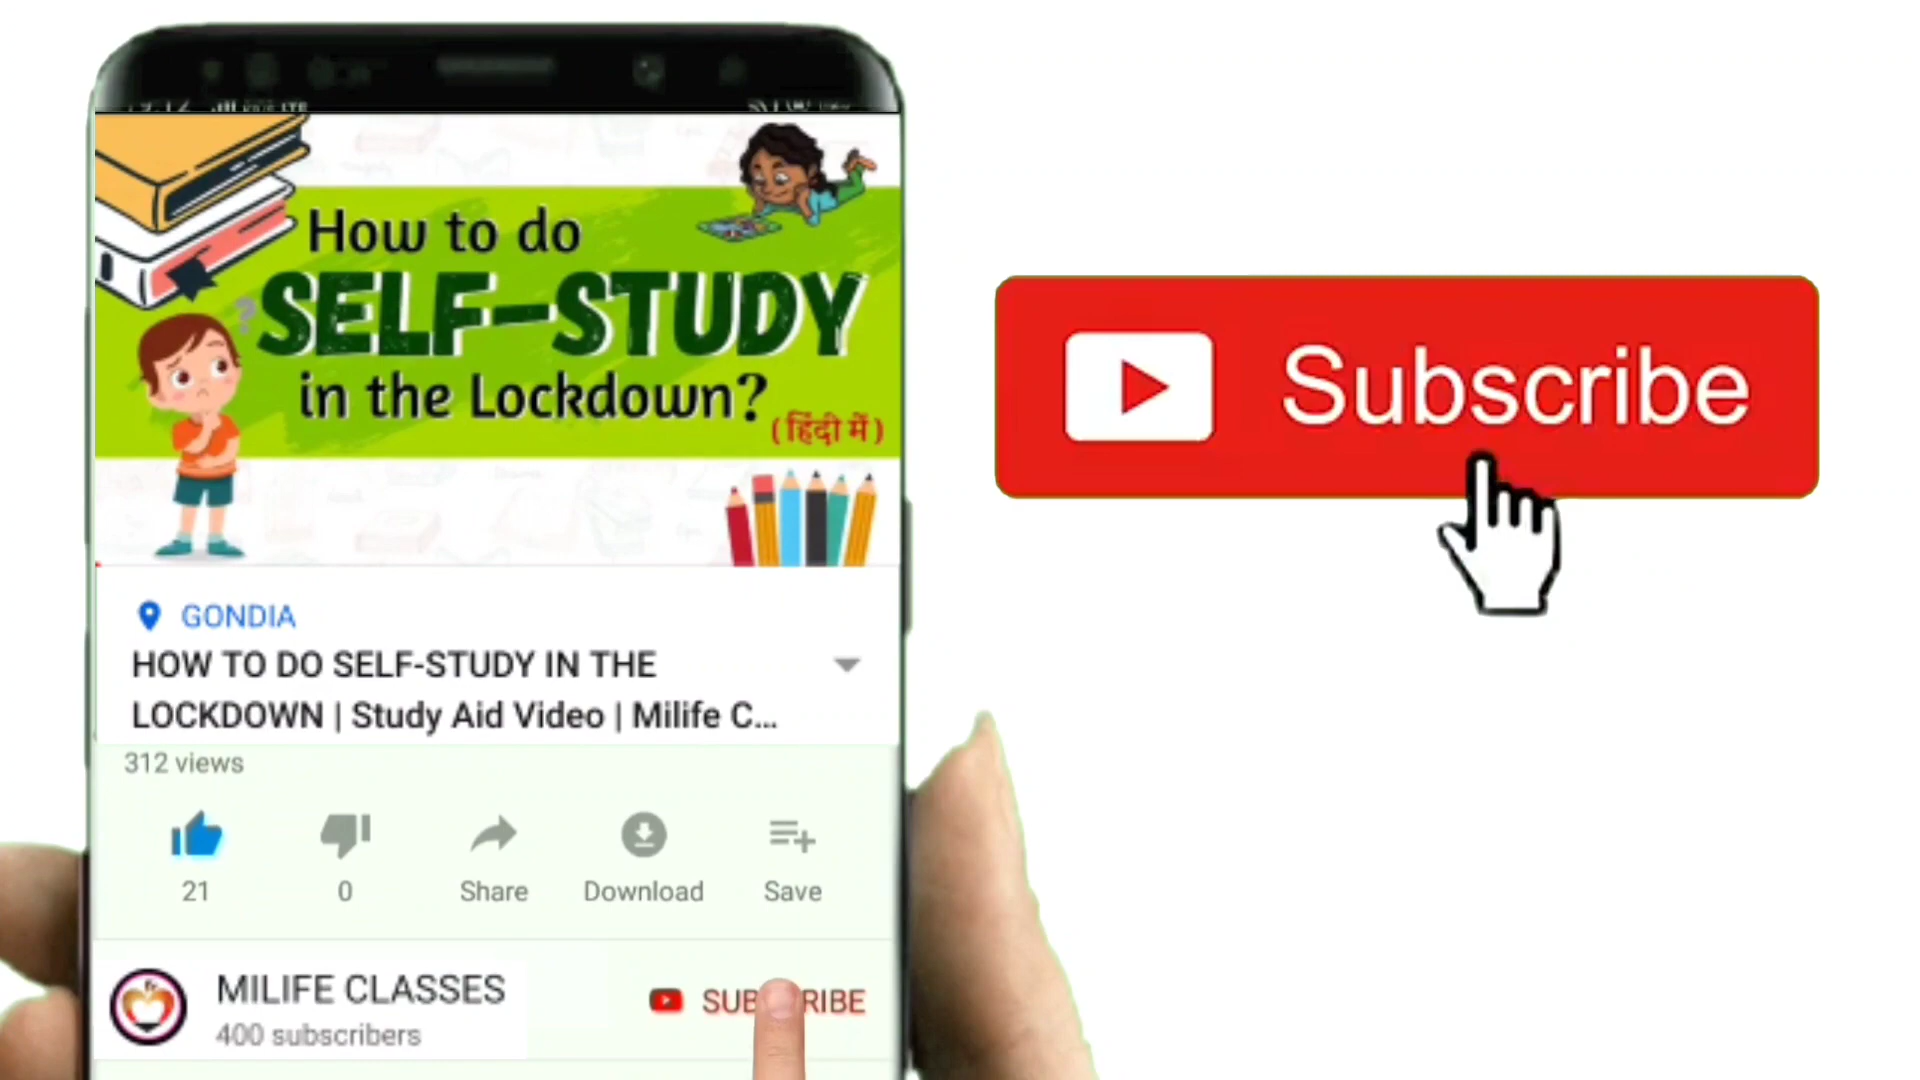 How to do
SELF-STUDY
in the Lockdown?
(हिंदी में)
GONDIA
HOW TO DO SELF-STUDY IN THE
LOCKDOWN | Study Aid Video | Milife C...
312 views
21
0
Share
Download
Save
MILIFE CLASSES
400 subscribers
Subscribe